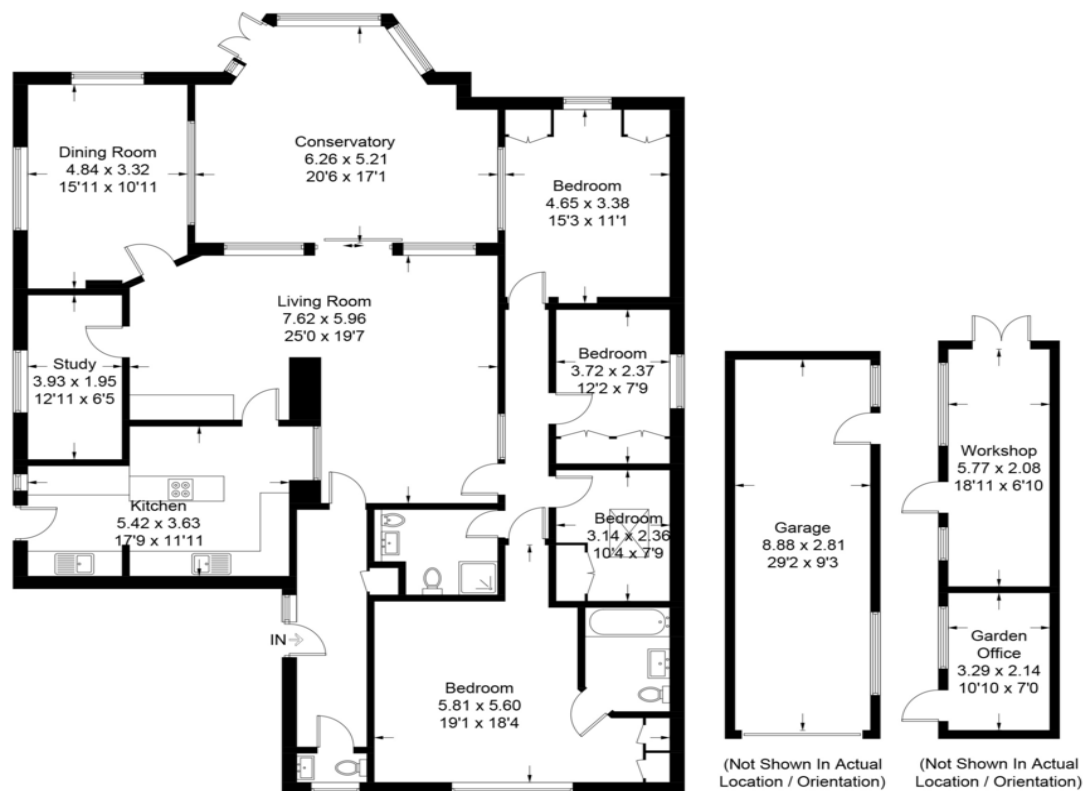 Dining Room
4.84 x 3.32
15'11 x 10'11
Conservatory
6.26 x 5.21
20'6 x 17'1
Bedroom
4.65 x 3.38
15'3 x 11'1
Living Room
7.62 x 5.96
25'0 x 19'7
Study
3.93 x 1.95
12'11 x 6'5
Bedroom
3.72 x 2.37
12'2 x 7'9
Kitchen
5.42 x 3.63
17'9 x 11'11
Bedroom
3.14 x 2.36
10'4 x 7'9
IN
Bedroom
5.81 x 5.60
19'1 x 18'4
Garage
8.88 x 2.81
29'2 x 9'3
(Not Shown In Actual
Location / Orientation)
Workshop
5.77 x 2.08
18'11 x 6'10
Garden
Office
3.29 x 2.14
10'10 x 7'0
(Not Shown In Actual
Location / Orientation)